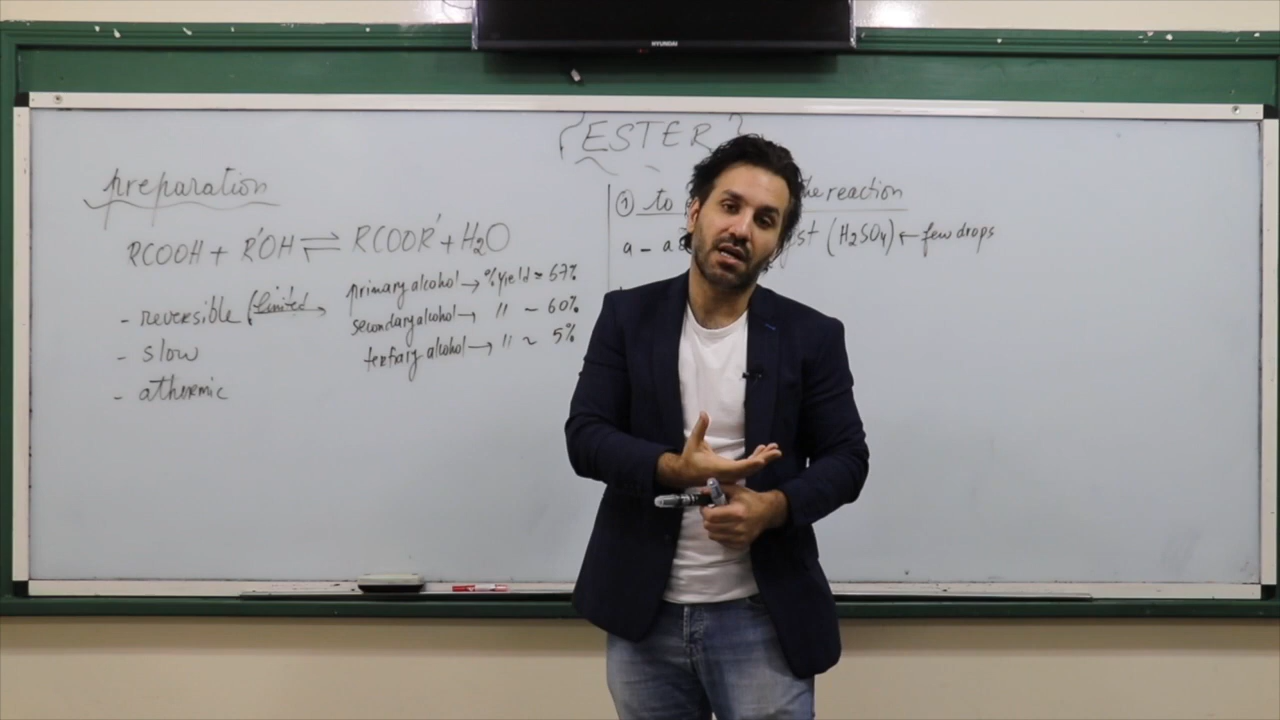 HYUNDAI
{ESTER}
preparation
RCOOH + R'OH ⇌ RCOOR' + H2O
- reversible (limited →
- slow
- athermic
primary alcohol → % yield ≈ 67%
secondary alcohol → " ~ 60%
tertiary alcohol → " ~ 5%
① to the reaction
a - (H2SO4) ← few drops